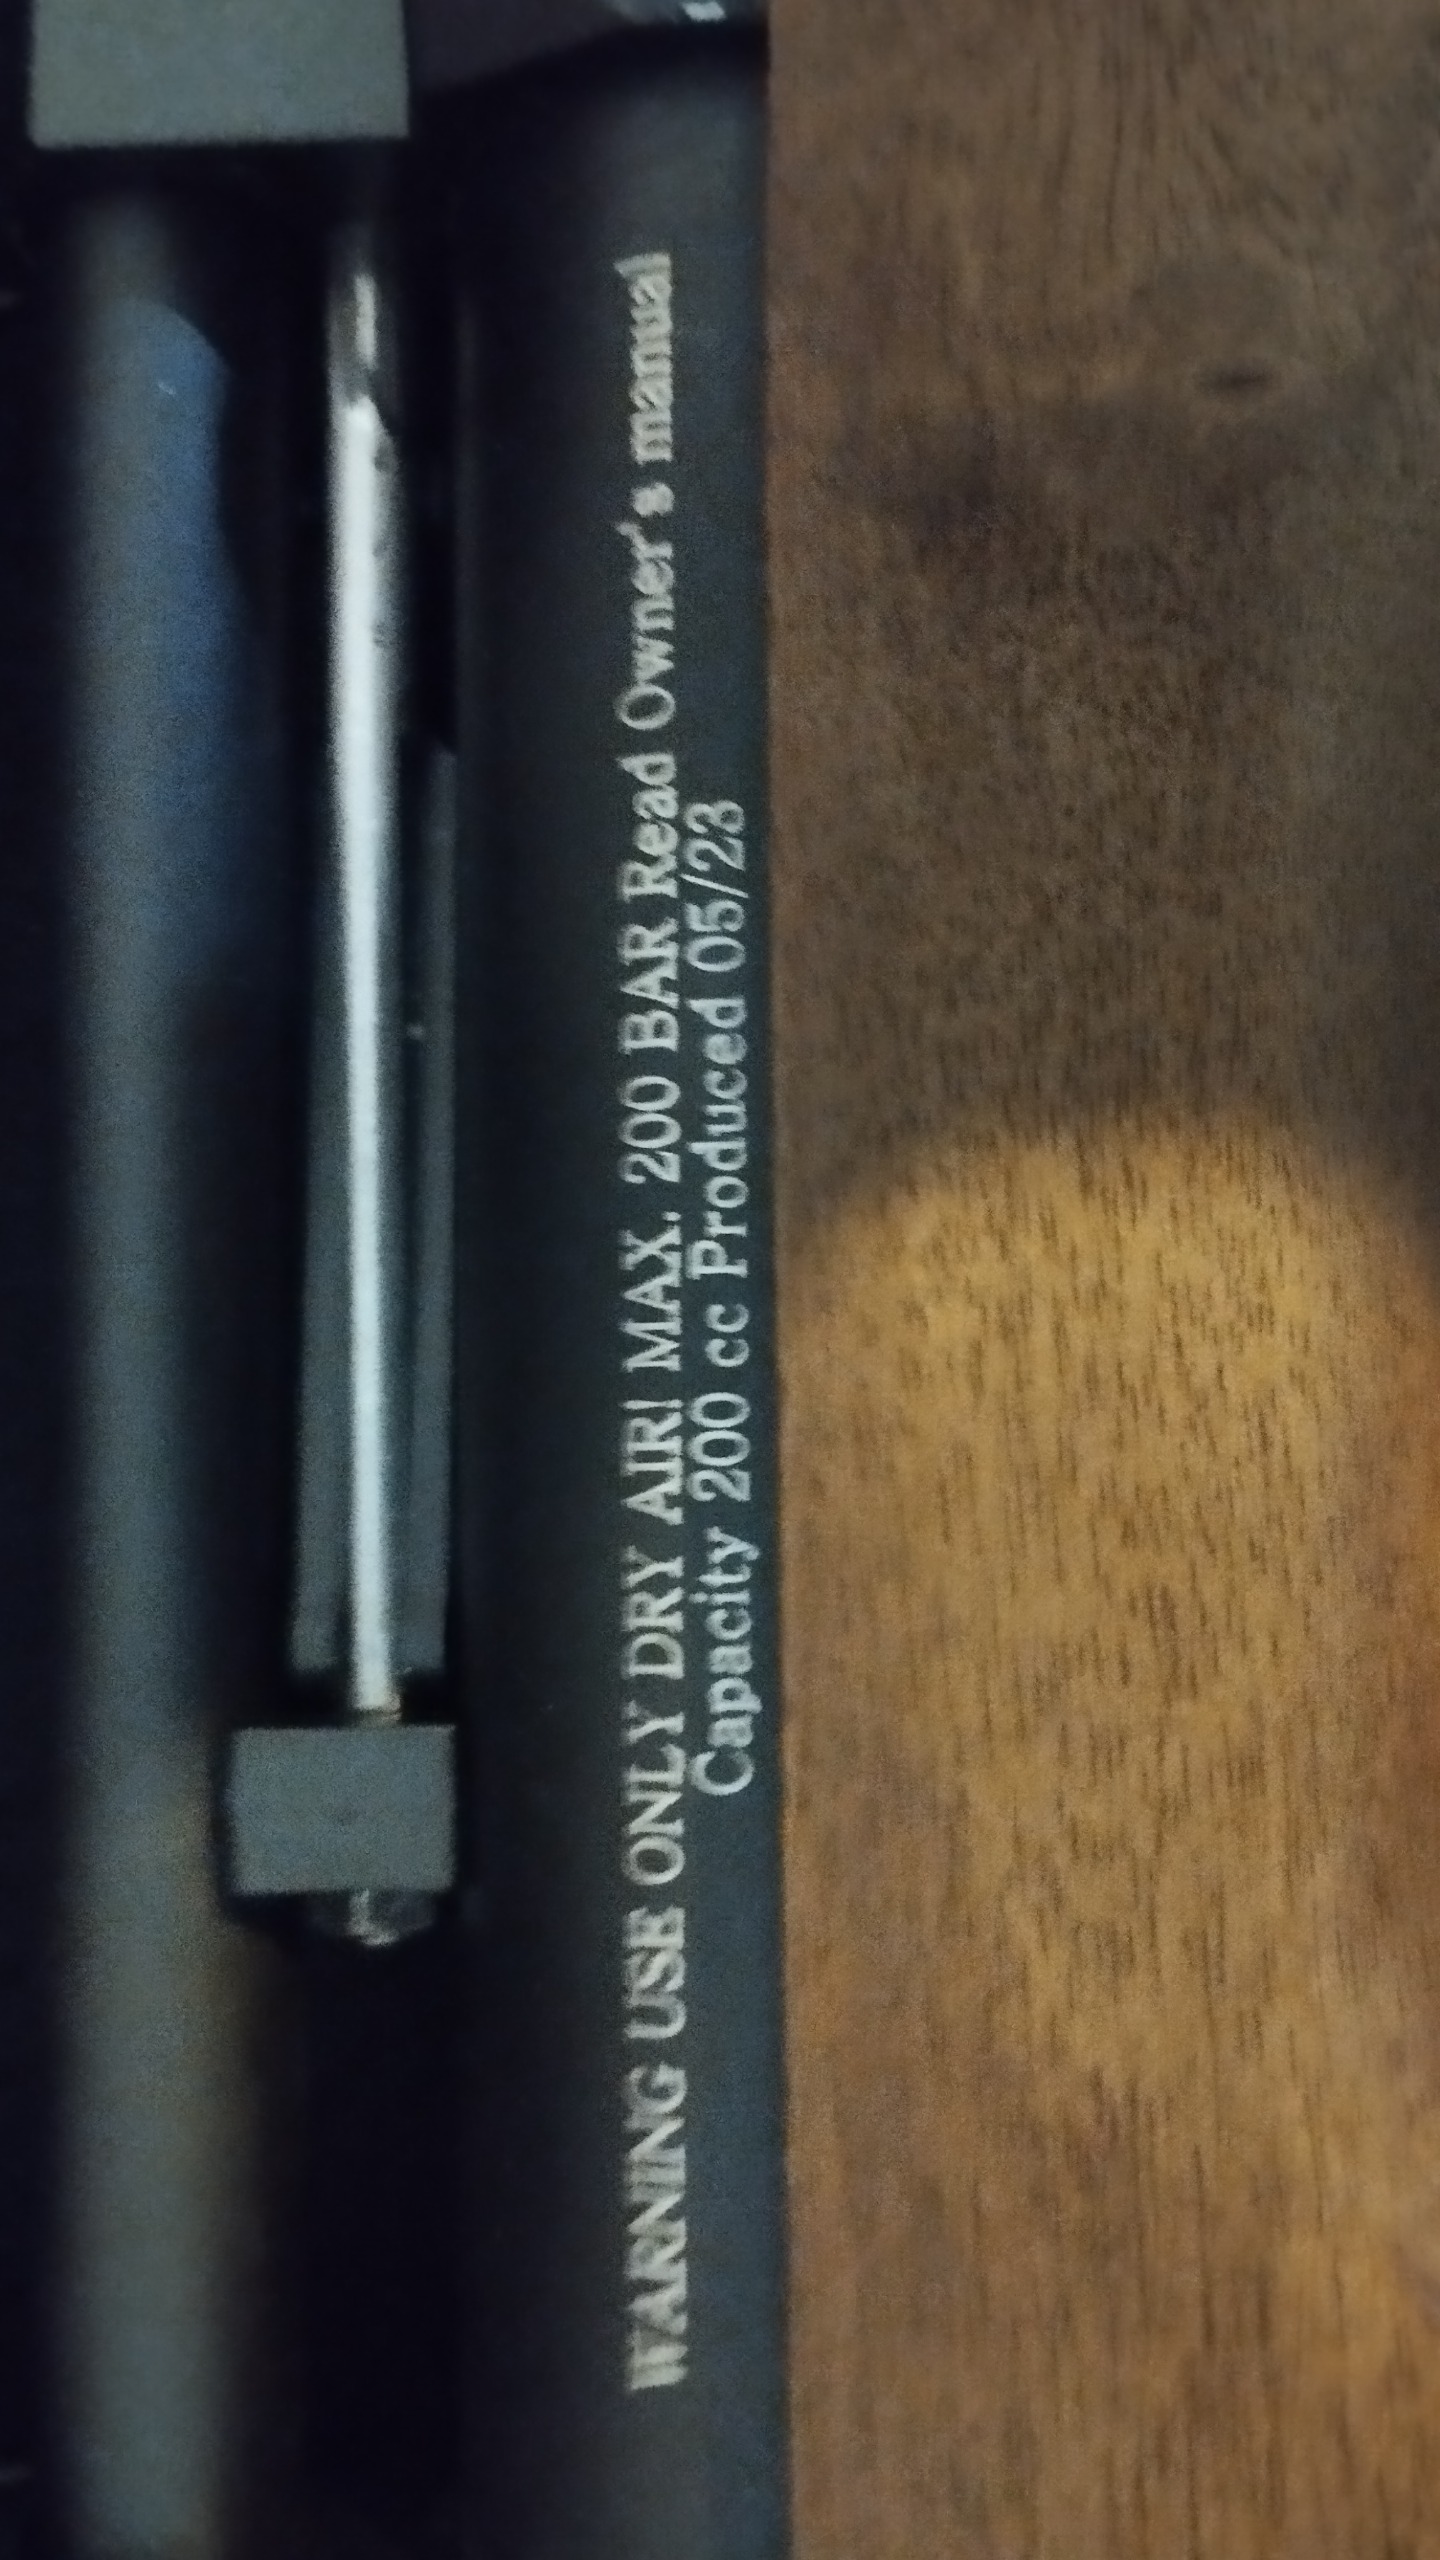 WARNING USE ONLY DRY AIR! MAX. 200 BAR Read Owner's manual
Capacity 200 cc Produced 05/23